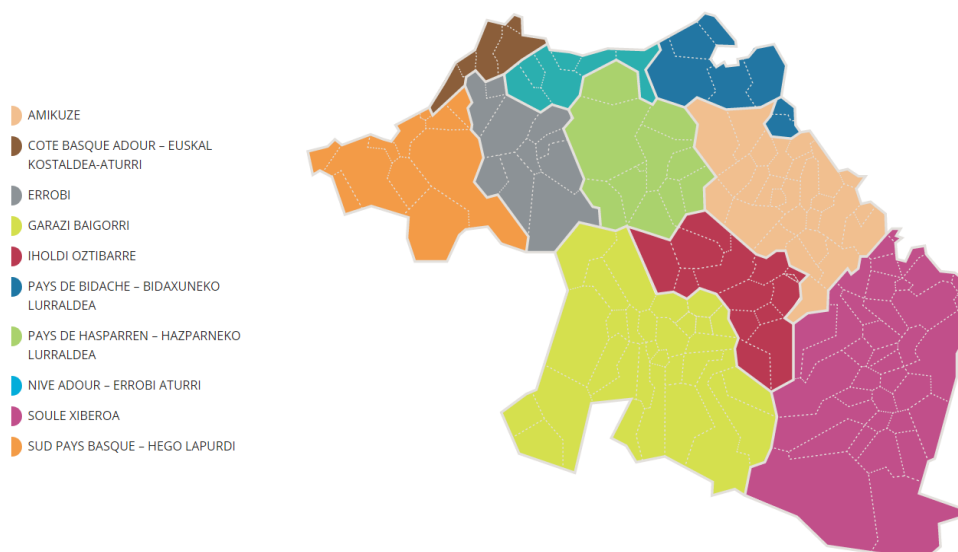 AMIKUZE
COTE BASQUE ADOUR – EUSKAL
KOSTALDEA-ATURRI
ERROBI
GARAZI BAIGORRI
IHOLDI OZTIBARRE
PAYS DE BIDACHE – BIDAXUNEKO
LURRALDEA
PAYS DE HASPARREN – HAZPARNEKO
LURRALDEA
NIVE ADOUR – ERROBI ATURRI
SOULE XIBEROA
SUD PAYS BASQUE – HEGO LAPURDI